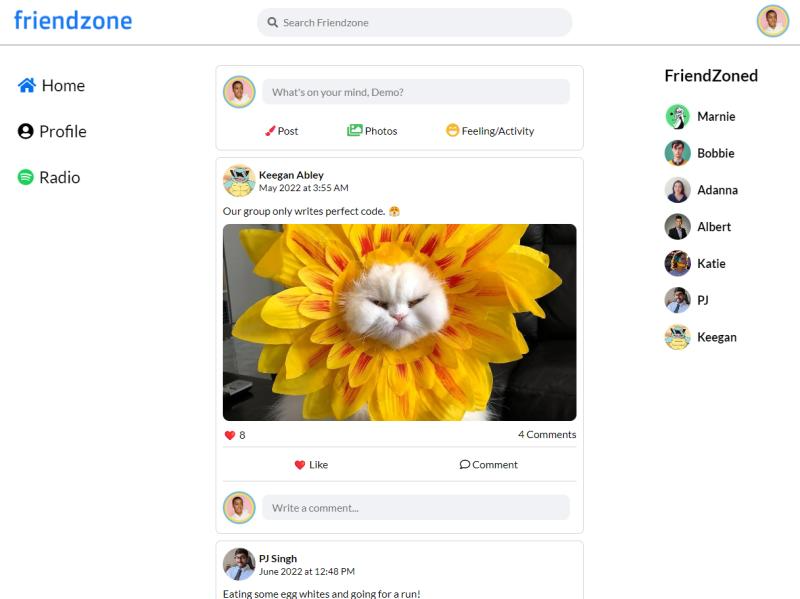 friendzone
Search Friendzone
Home
Profile
Radio
What's on your mind, Demo?
Post
Photos
Feeling/Activity
Keegan Abley
May 2022 at 3:55 AM
Our group only writes perfect code. 😤
8
4 Comments
Like
Comment
Write a comment...
PJ Singh
June 2022 at 12:48 PM
Eating some egg whites and going for a run!
FriendZoned
Marnie
Bobbie
Adanna
Albert
Katie
PJ
Keegan